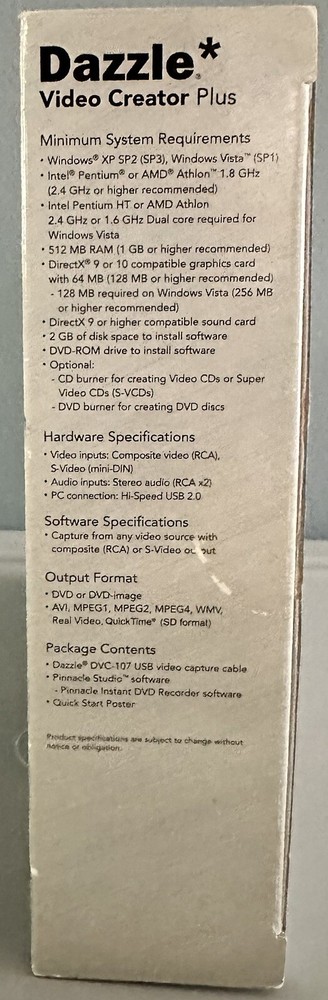 Dazzle*
Video Creator Plus
Minimum System Requirements
• Windows® XP SP2 (SP3), Windows Vista™ (SP1)
• Intel® Pentium® or AMD® Athlon™ 1.8 GHz
(2.4 GHz or higher recommended)
• Intel Pentium HT or AMD Athlon
2.4 GHz or 1.6 GHz Dual core required for
Windows Vista
• 512 MB RAM (1 GB or higher recommended)
• DirectX® 9 or 10 compatible graphics card
with 64 MB (128 MB or higher recommended)
- 128 MB required on Windows Vista (256 MB
or higher recommended)
• DirectX 9 or higher compatible sound card
• 2 GB of disk space to install software
• DVD-ROM drive to install software
• Optional:
- CD burner for creating Video CDs or Super
Video CDs (S-VCDs)
- DVD burner for creating DVD discs
Hardware Specifications
• Video inputs: Composite video (RCA),
S-Video (mini-DIN)
• Audio inputs: Stereo audio (RCA x2)
• PC connection: Hi-Speed USB 2.0
Software Specifications
• Capture from any video source with
composite (RCA) or S-Video output
Output Format
• DVD or DVD-image
• AVI, MPEG1, MPEG2, MPEG4, WMV,
Real Video, QuickTime® (SD format)
Package Contents
• Dazzle® DVC-107 USB video capture cable
• Pinnacle Studio™ software
- Pinnacle Instant DVD Recorder software
• Quick Start Poster
Product specifications are subject to change without
notice or obligation.